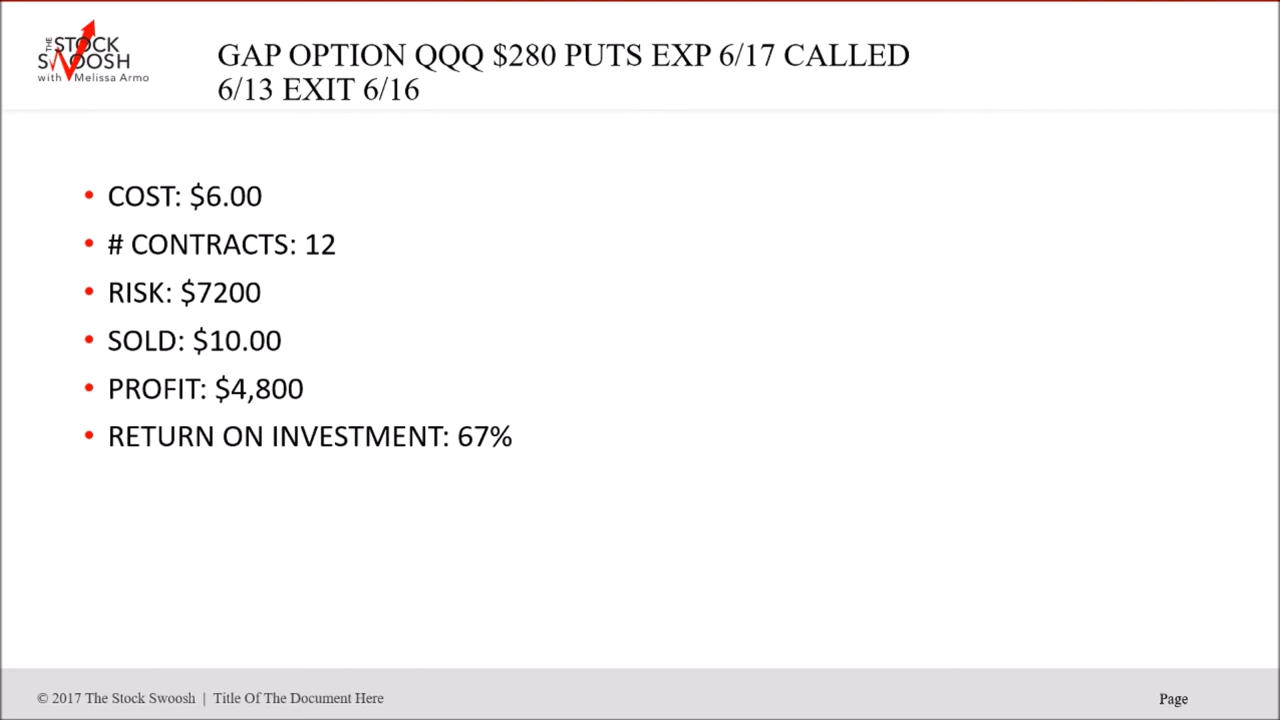 THE STOCK
SWOOSH
with Melissa Armo
GAP OPTION QQQ $280 PUTS EXP 6/17 CALLED
6/13 EXIT 6/16
• COST: $6.00
• # CONTRACTS: 12
• RISK: $7200
• SOLD: $10.00
• PROFIT: $4,800
• RETURN ON INVESTMENT: 67%
© 2017 The Stock Swoosh | Title Of The Document Here
Page